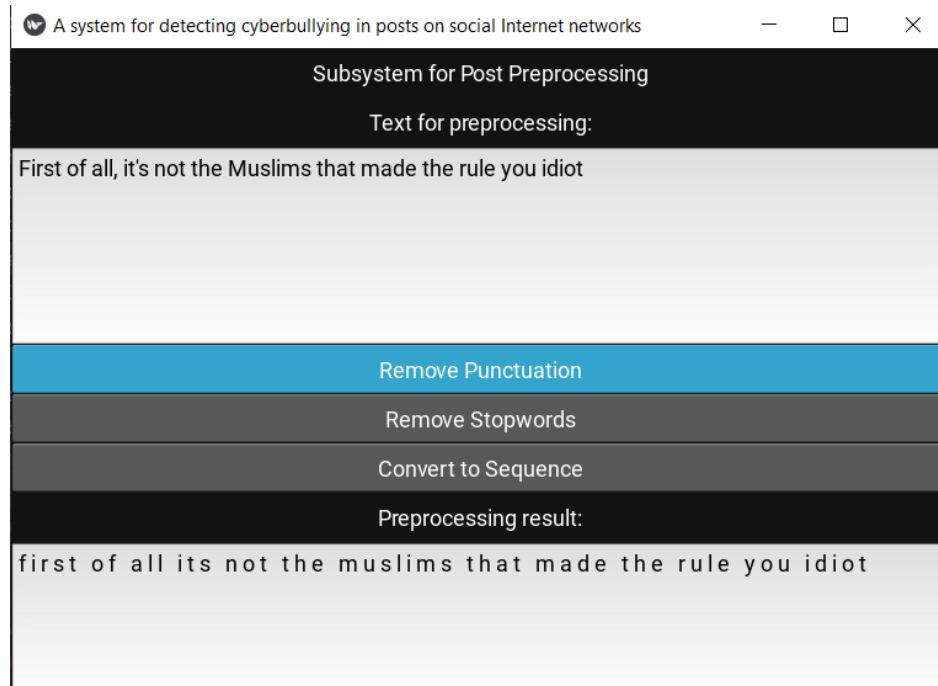 A system for detecting cyberbullying in posts on social Internet networks
Subsystem for Post Preprocessing
Text for preprocessing:
First of all, it's not the Muslims that made the rule you idiot
Remove Punctuation
Remove Stopwords
Convert to Sequence
Preprocessing result:
f i r s t  o f  a l l  i t s  n o t  t h e  m u s l i m s  t h a t  m a d e  t h e  r u l e  y o u  i d i o t